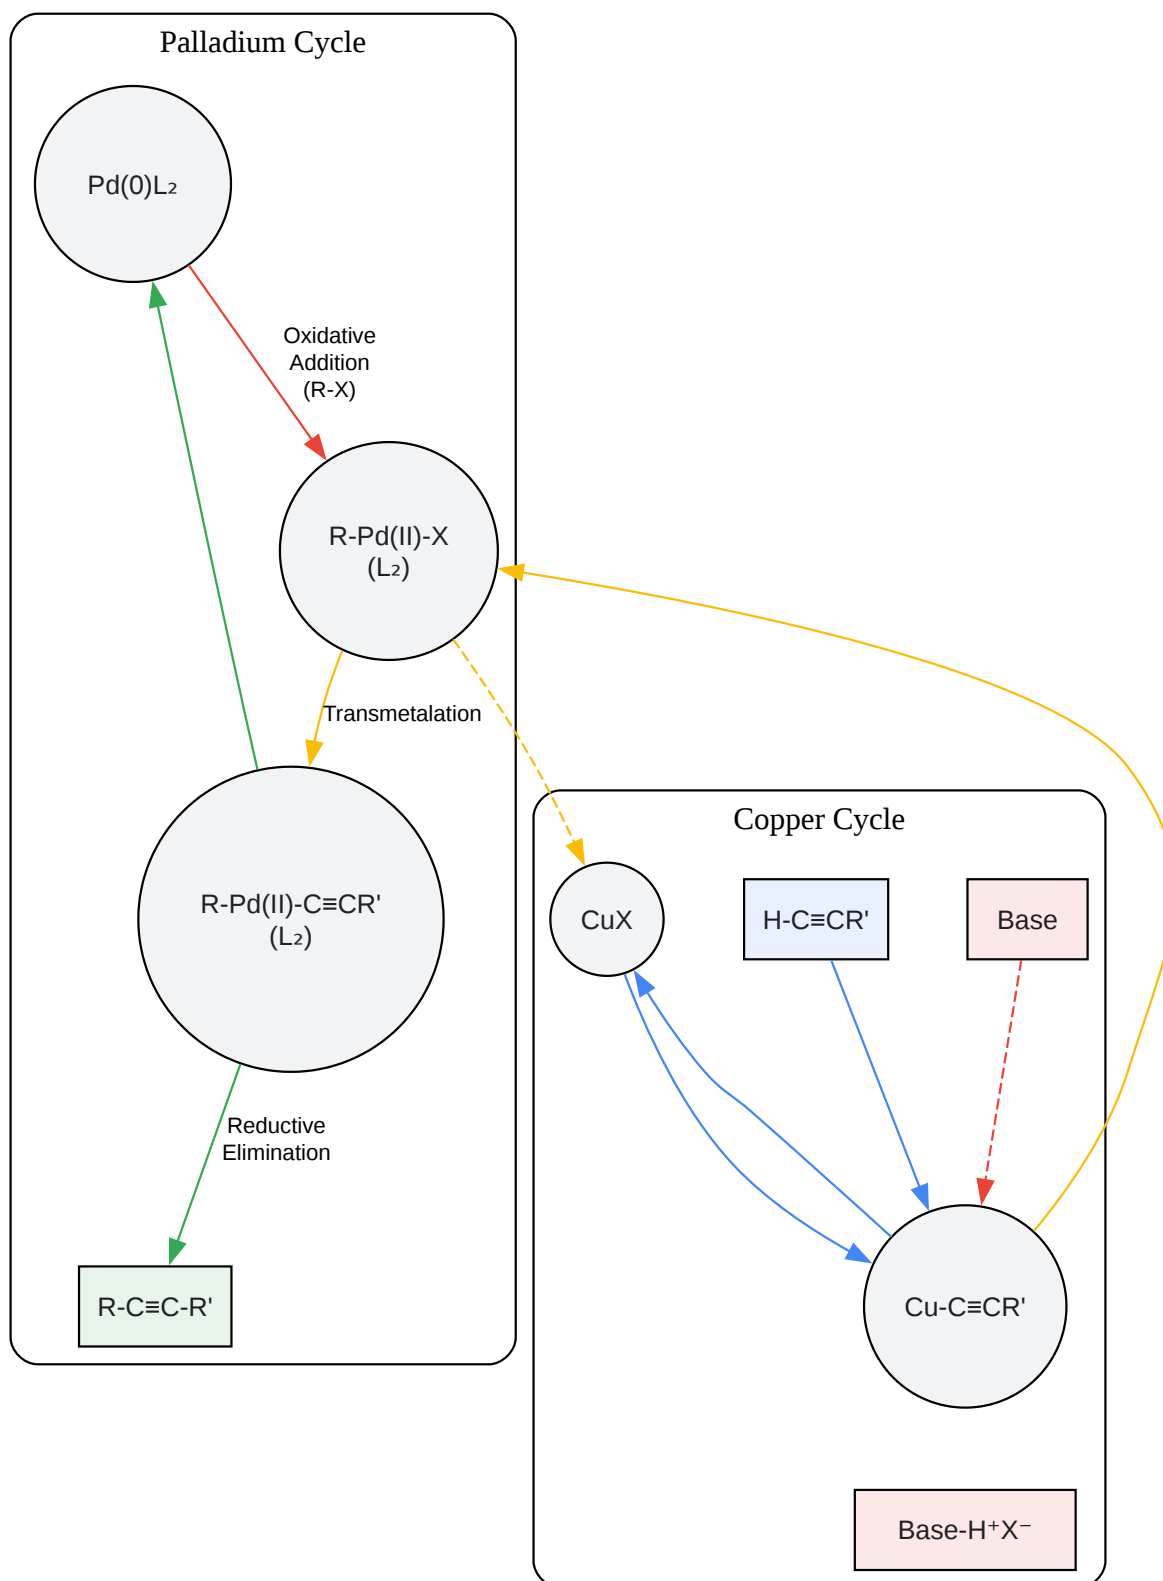 Palladium Cycle
Pd(0)L₂
Oxidative
Addition
(R-X)
R-Pd(II)-X
(L₂)
Transmetalation
R-Pd(II)-C≡CR'
(L₂)
Reductive
Elimination
R-C≡C-R'
Copper Cycle
CuX
H-C≡CR'
Base
Cu-C≡CR'
Base-H⁺X⁻